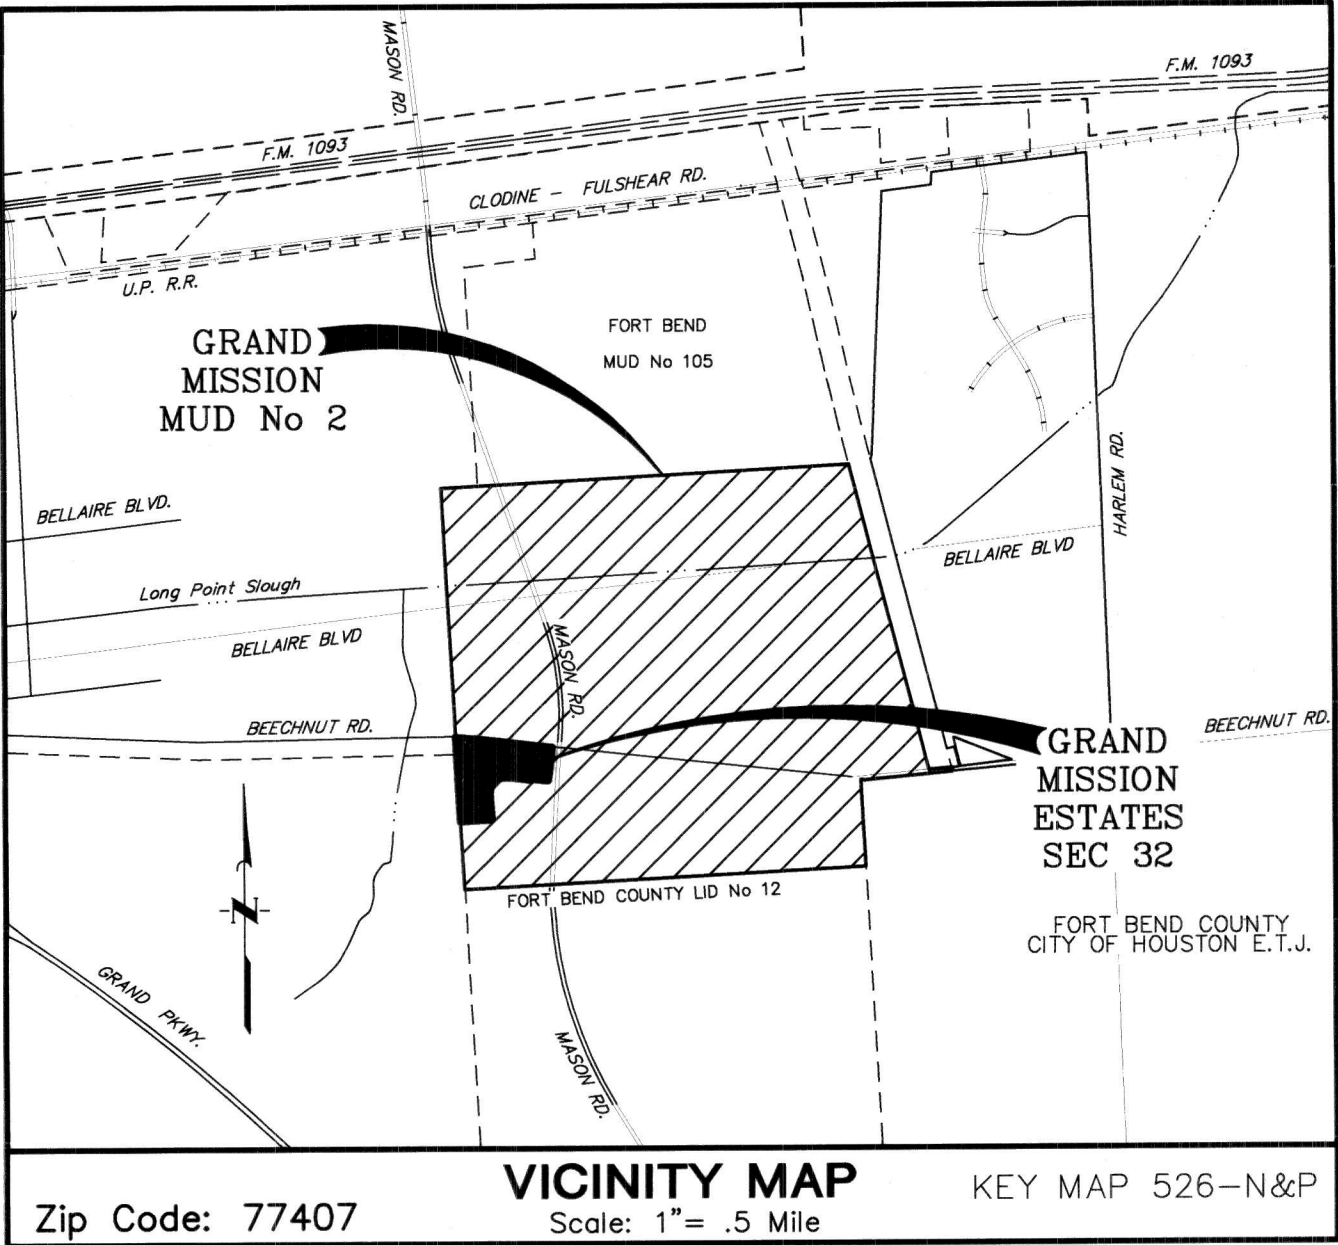 MASON RD.
F.M. 1093
F.M. 1093
CLODINE - FULSHEAR RD.
U.P. R.R.
GRAND
MISSION
MUD No 2
FORT BEND
MUD No 105
HARLEM RD.
BELLAIRE BLVD.
BELLAIRE BLVD
Long Point Slough
BELLAIRE BLVD
MASON RD.
BEECHNUT RD.
BEECHNUT RD.
GRAND
MISSION
ESTATES
SEC 32
N
FORT BEND COUNTY LID No 12
FORT BEND COUNTY
CITY OF HOUSTON E.T.J.
GRAND PKWY.
MASON RD.
VICINITY MAP
KEY MAP 526-N&P
Zip Code: 77407
Scale: 1"= .5 Mile